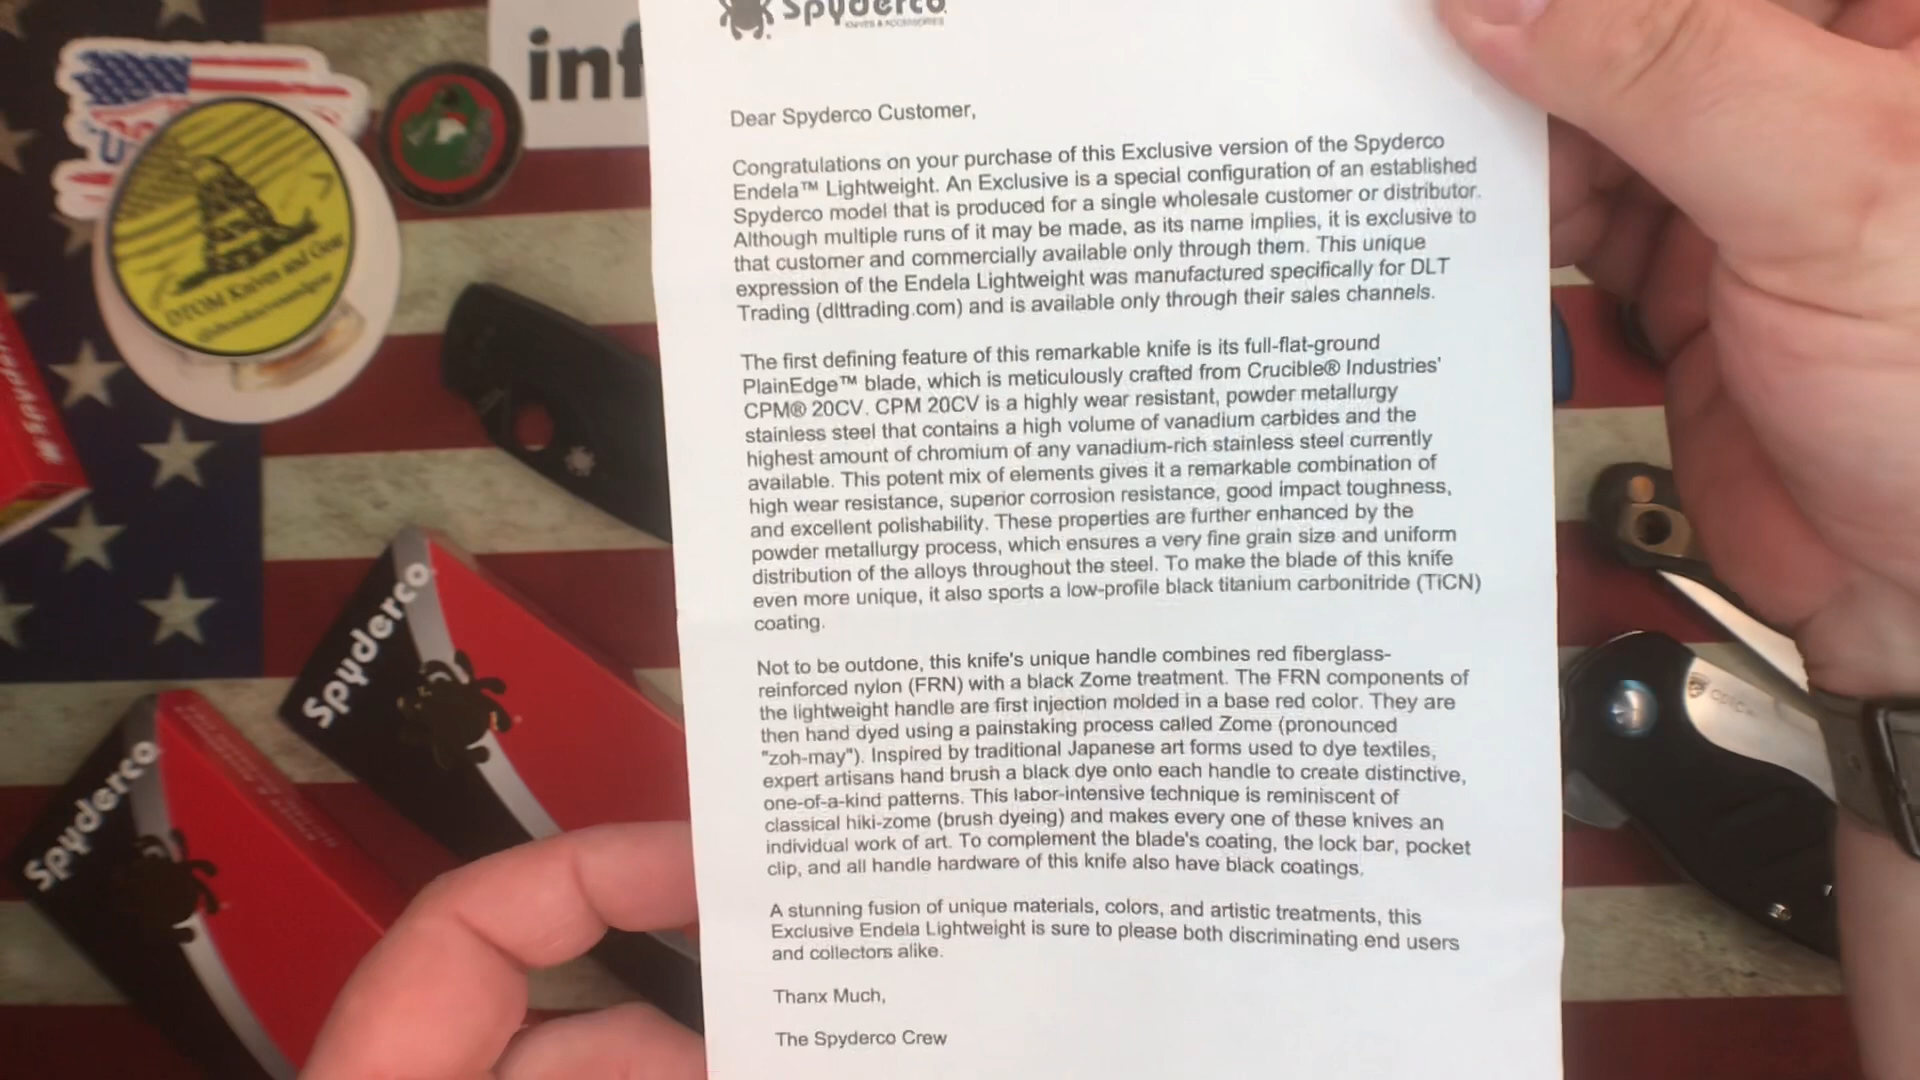 Spyderco
KNIVES & ACCESSORIES
Dear Spyderco Customer,
Congratulations on your purchase of this Exclusive version of the Spyderco
Endela™ Lightweight. An Exclusive is a special configuration of an established
Spyderco model that is produced for a single wholesale customer or distributor.
Although multiple runs of it may be made, as its name implies, it is exclusive to
that customer and commercially available only through them. This unique
expression of the Endela Lightweight was manufactured specifically for DLT
Trading (dlttrading.com) and is available only through their sales channels.
The first defining feature of this remarkable knife is its full-flat-ground
PlainEdge™ blade, which is meticulously crafted from Crucible® Industries'
CPM® 20CV. CPM 20CV is a highly wear resistant, powder metallurgy
stainless steel that contains a high volume of vanadium carbides and the
highest amount of chromium of any vanadium-rich stainless steel currently
available. This potent mix of elements gives it a remarkable combination of
high wear resistance, superior corrosion resistance, good impact toughness,
and excellent polishability. These properties are further enhanced by the
powder metallurgy process, which ensures a very fine grain size and uniform
distribution of the alloys throughout the steel. To make the blade of this knife
even more unique, it also sports a low-profile black titanium carbonitride (TiCN)
coating.
Not to be outdone, this knife's unique handle combines red fiberglass-
reinforced nylon (FRN) with a black Zome treatment. The FRN components of
the lightweight handle are first injection molded in a base red color. They are
then hand dyed using a painstaking process called Zome (pronounced
"zoh-may"). Inspired by traditional Japanese art forms used to dye textiles,
expert artisans hand brush a black dye onto each handle to create distinctive,
one-of-a-kind patterns. This labor-intensive technique is reminiscent of
classical hiki-zome (brush dyeing) and makes every one of these knives an
individual work of art. To complement the blade's coating, the lock bar, pocket
clip, and all handle hardware of this knife also have black coatings.
A stunning fusion of unique materials, colors, and artistic treatments, this
Exclusive Endela Lightweight is sure to please both discriminating end users
and collectors alike.
Thanx Much,
The Spyderco Crew
inf
DTOM Knives and Gear
Spyderco
Spyderco